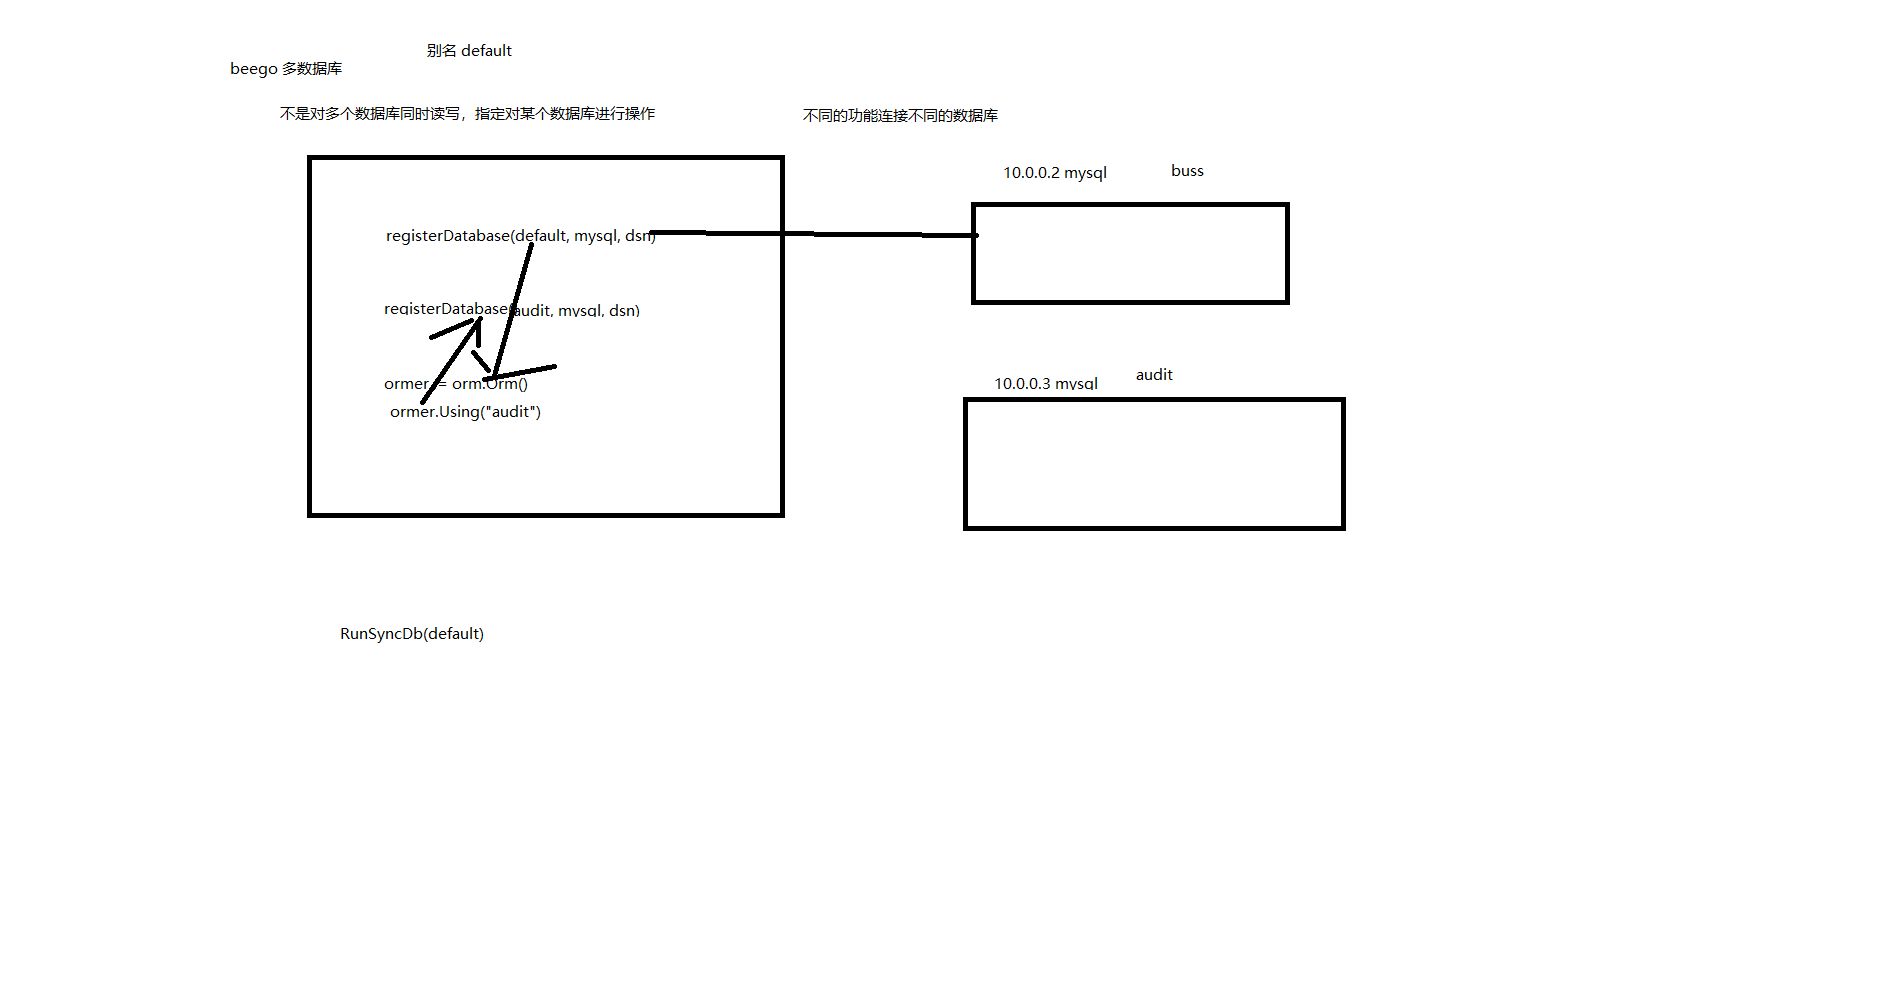 别名 default
beego 多数据库
不是对多个数据库同时读写，指定对某个数据库进行操作
不同的功能连接不同的数据库
10.0.0.2 mysql
buss
registerDatabase(default, mysql, dsn)
registerDatabase(audit, mysql, dsn)
10.0.0.3 mysql
audit
ormer := orm.Orm()
ormer.Using("audit")
RunSyncDb(default)